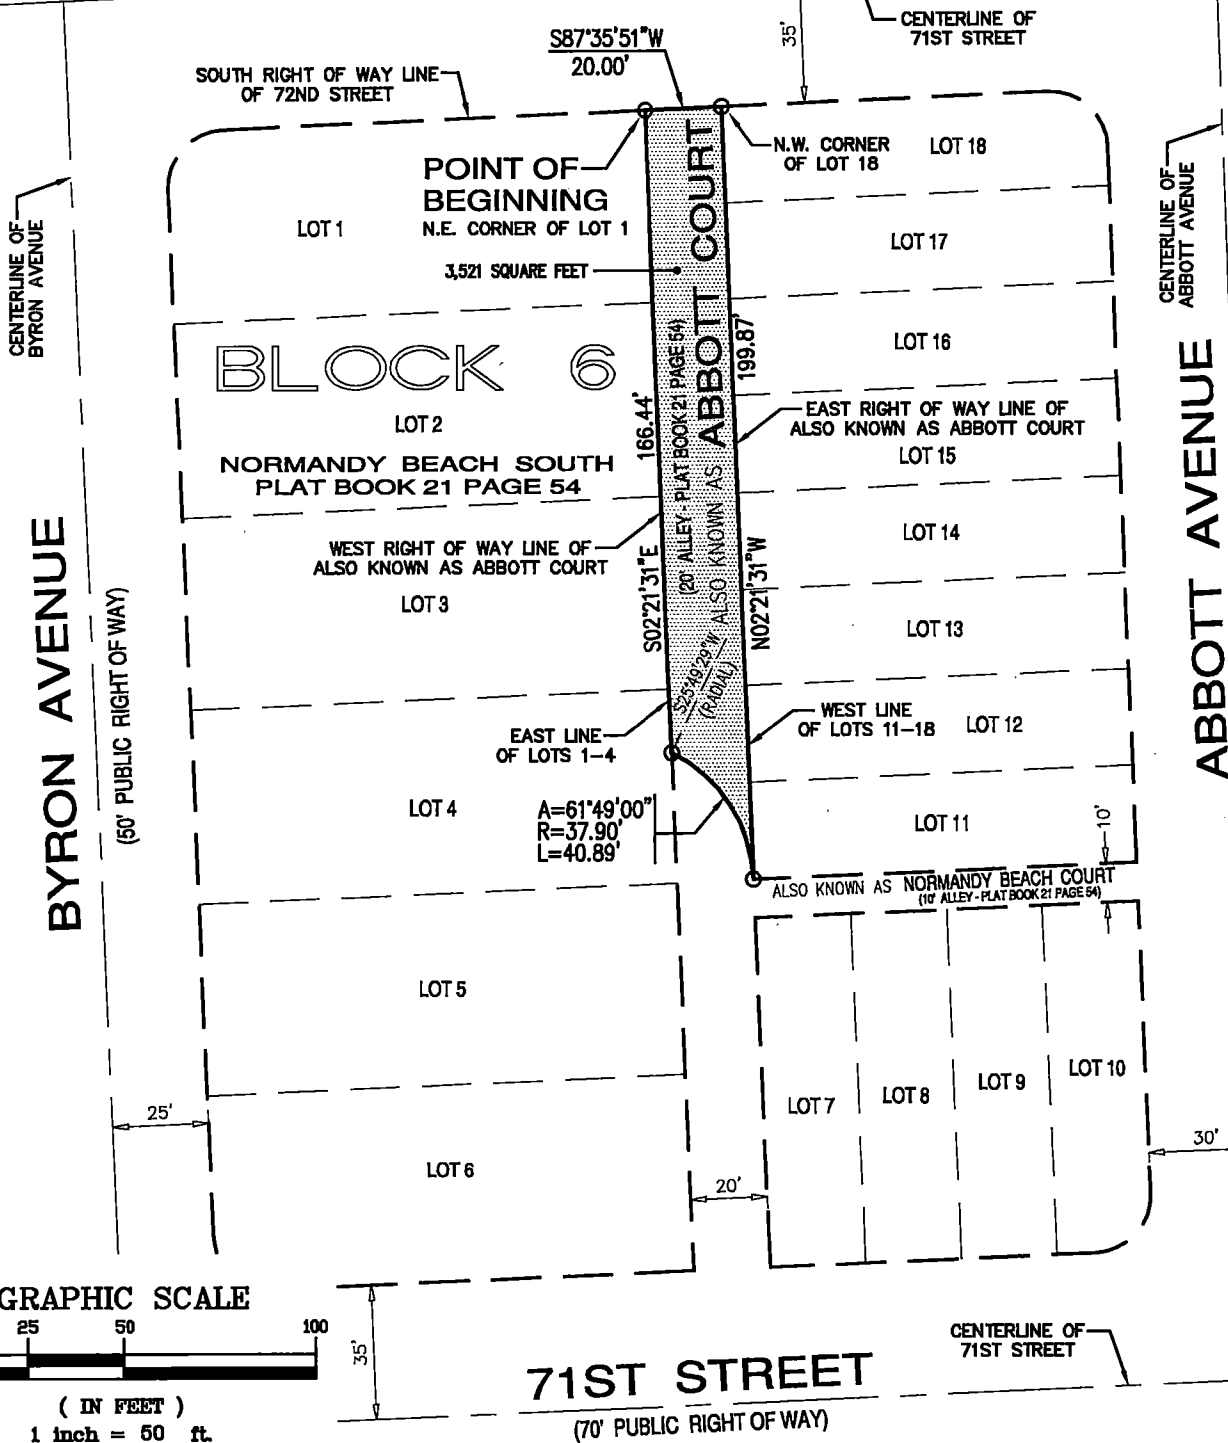 S87°35'51"W
20.00'
35'
CENTERLINE OF
71ST STREET
SOUTH RIGHT OF WAY LINE
OF 72ND STREET
POINT OF
BEGINNING
N.E. CORNER OF LOT 1
N.W. CORNER
OF LOT 18
LOT 18
LOT 1
3,521 SQUARE FEET
LOT 17
CENTERLINE OF
BYRON AVENUE
CENTERLINE OF
ABBOTT AVENUE
BLOCK 6
LOT 16
LOT 2
NORMANDY BEACH SOUTH
PLAT BOOK 21 PAGE 54
166.44'
S02°21'31"E
(20' ALLEY - PLAT BOOK 21 PAGE 54)
ALSO KNOWN AS ABBOTT COURT
199.87'
N02°21'31"W
EAST RIGHT OF WAY LINE OF
ALSO KNOWN AS ABBOTT COURT
LOT 15
WEST RIGHT OF WAY LINE OF
ALSO KNOWN AS ABBOTT COURT
LOT 14
LOT 3
LOT 13
S25°49'29"W
(RADIAL)
BYRON AVENUE
(50' PUBLIC RIGHT OF WAY)
ABBOTT AVENUE
EAST LINE
OF LOTS 1-4
WEST LINE
OF LOTS 11-18
LOT 12
LOT 4
A=61°49'00"
R=37.90'
L=40.89'
LOT 11
10'
ALSO KNOWN AS NORMANDY BEACH COURT
(10' ALLEY - PLAT BOOK 21 PAGE 54)
LOT 5
LOT 7
LOT 8
LOT 9
LOT 10
25'
30'
LOT 6
20'
GRAPHIC SCALE
25 50 100
( IN FEET )
1 inch = 50 ft.
35'
CENTERLINE OF
71ST STREET
71ST STREET
(70' PUBLIC RIGHT OF WAY)